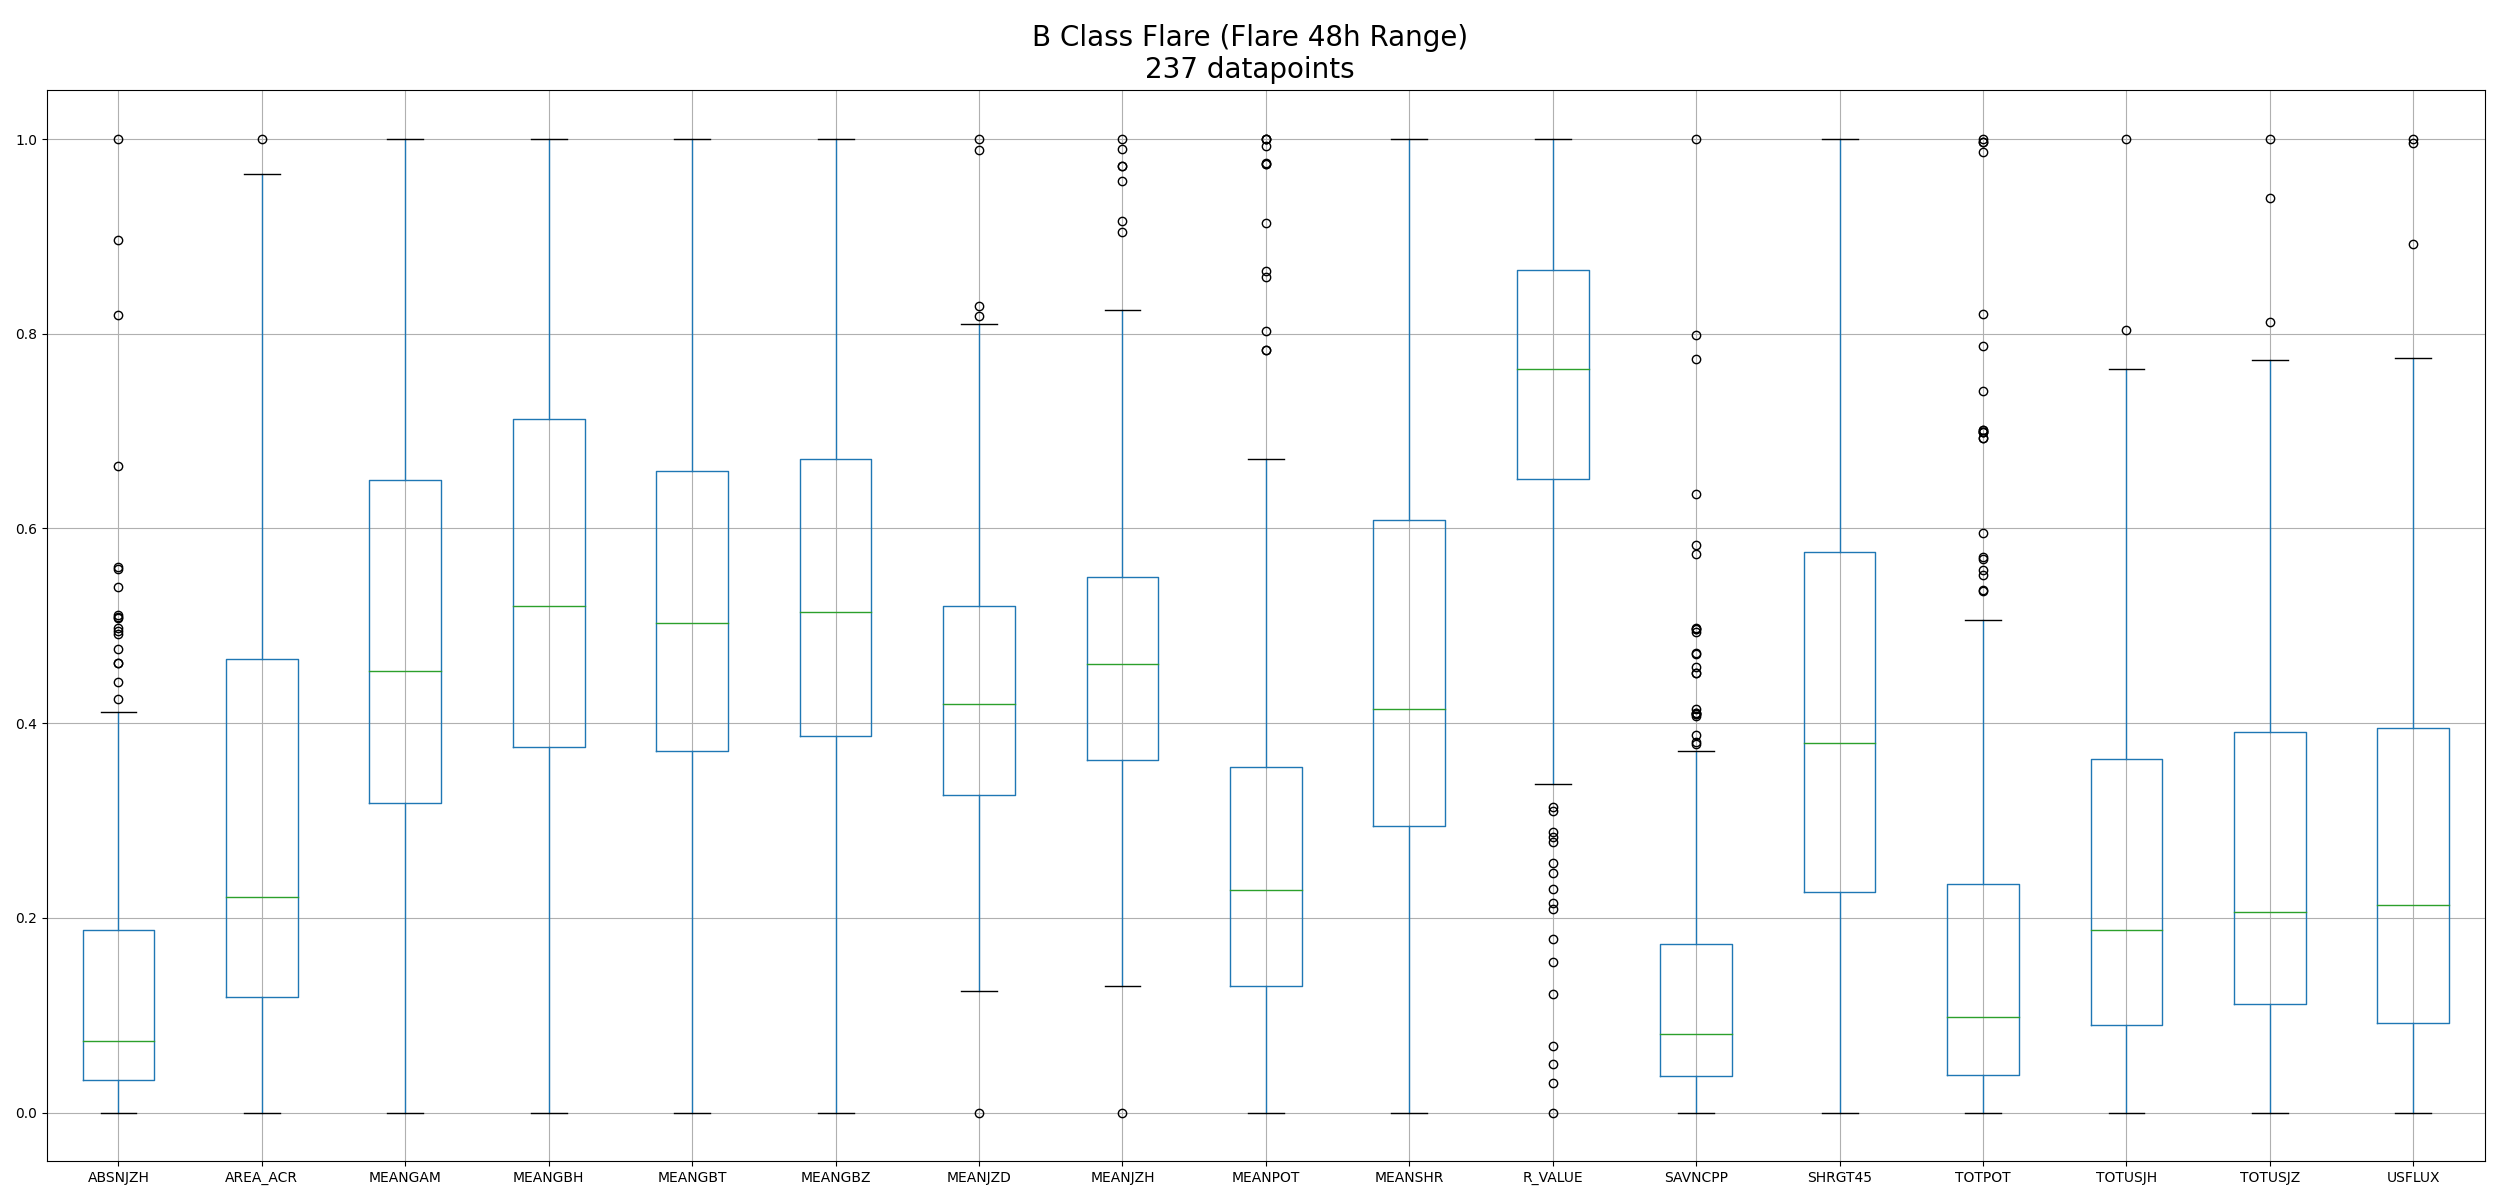 B Class Flare (Flare 48h Range)
237 datapoints
1.0
0.8
0.6
0.4
0.2
0.0
ABSNJZH AREA_ACR MEANGAM MEANGBH MEANGBT MEANGBZ MEANJZD MEANJZH MEANPOT MEANSHR R_VALUE SAVNCPP SHRGT45 TOTPOT TOTUSJH TOTUSJZ USFLUX